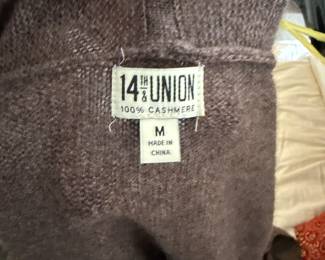 14TH & UNION
100% CASHMERE
M
MADE IN
CHINA